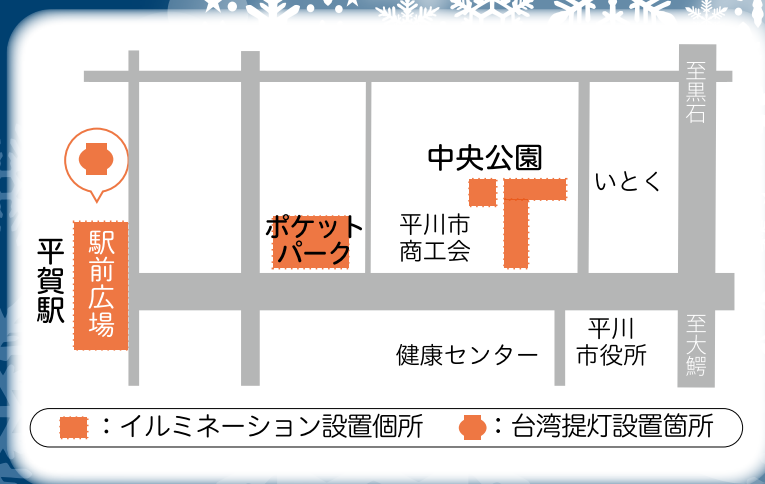 至黒石
中央公園
いとく
ポケット
パーク
平川市
商工会
平賀駅
駅前広場
健康センター
平川
市役所
至大鰐
：イルミネーション設置個所
：台湾提灯設置箇所